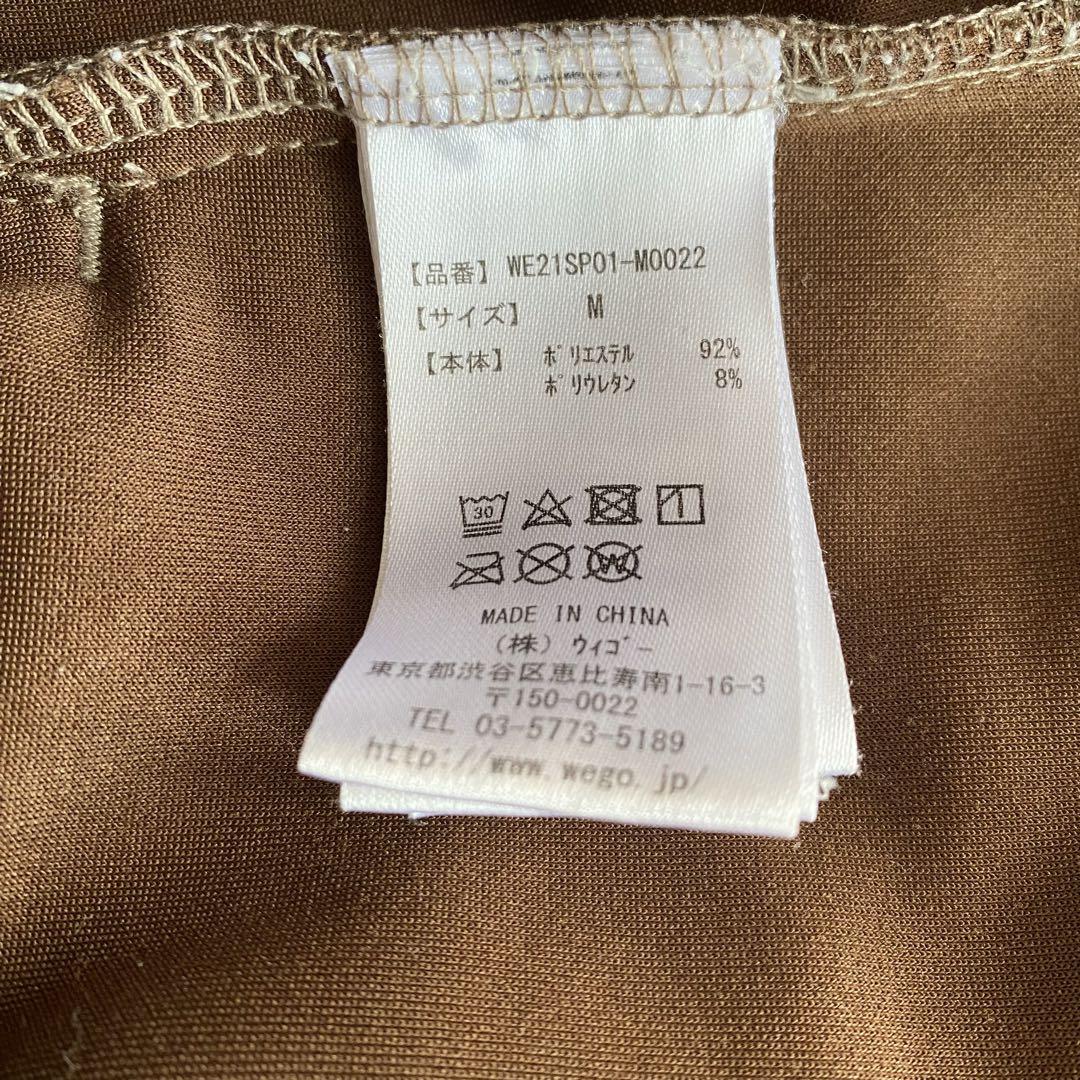 【品番】 WE21SP01-M0022
【サイズ】 M
【本体】 ﾎﾟﾘｴｽﾃﾙ 92%
ﾎﾟﾘｳﾚﾀﾝ 8%
30
1
W
MADE IN CHINA
(株) ｳｨｺﾞｰ
東京都渋谷区恵比寿南1-16-3
〒150-0022
TEL 03-5773-5189
http://www.wego.jp/